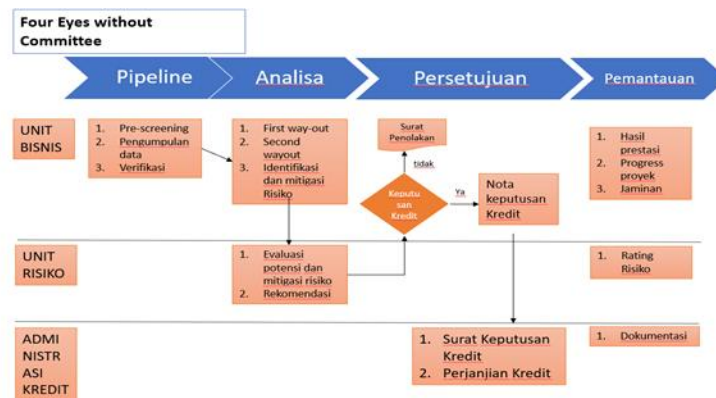 Four Eyes without
Committee
Pipeline
Analisa
Persetujuan
Pemantauan
UNIT
BISNIS
1. Pre-screening
2. Pengumpulan
data
3. Verifikasi
1. First way-out
2. Second
wayout
3. Identifikasi
dan mitigasi
Risiko
Surat
Penolakan
tidak
Keputu
san
Kredit
Ya
Nota
keputusan
Kredit
1. Hasil
prestasi
2. Progress
proyek
3. Jaminan
UNIT
RISIKO
1. Evaluasi
potensi dan
mitigasi risiko
2. Rekomendasi
1. Rating
Risiko
ADMI
NISTR
ASI
KREDIT
1. Surat Keputusan
Kredit
2. Perjanjian Kredit
1. Dokumentasi